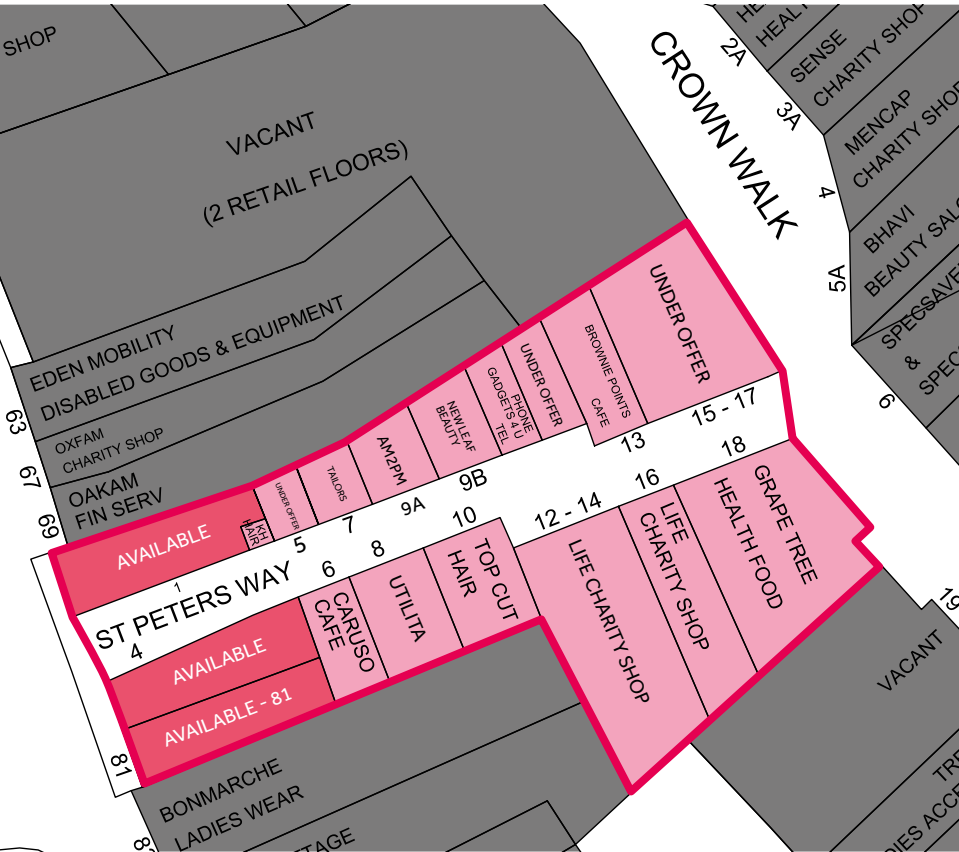 SHOP
VACANT
(2 RETAIL FLOORS)
CROWN WALK
2A
HEALTH
SENSE
CHARITY SHOP
3A
MENCAP
CHARITY SHOP
4
BHAVI
BEAUTY SALO
5A
SPECSAVE
&
SPEC
6
EDEN MOBILITY
DISABLED GOODS & EQUIPMENT
63
OXFAM
CHARITY SHOP
67
OAKAM
FIN SERV
69
UNDER OFFER
15 - 17
BROWNIE POINTS
CAFE
13
UNDER OFFER
PHONE
GADGETS 4 U
TEL
NEW LEAF
BEAUTY
9B
AM2PM
9A
TAILORS
7
UNDER OFFER
5
KH
HAIR
AVAILABLE
1
ST PETERS WAY
4
AVAILABLE
AVAILABLE - 81
81
6
CARUSO
CAFE
8
UTILITA
10
TOP CUT
HAIR
12 - 14
LIFE CHARITY SHOP
16
LIFE
CHARITY SHOP
18
GRAPE TREE
HEALTH FOOD
19
VACANT
BONMARCHE
LADIES WEAR
TAGE
TRE
DIES ACCE